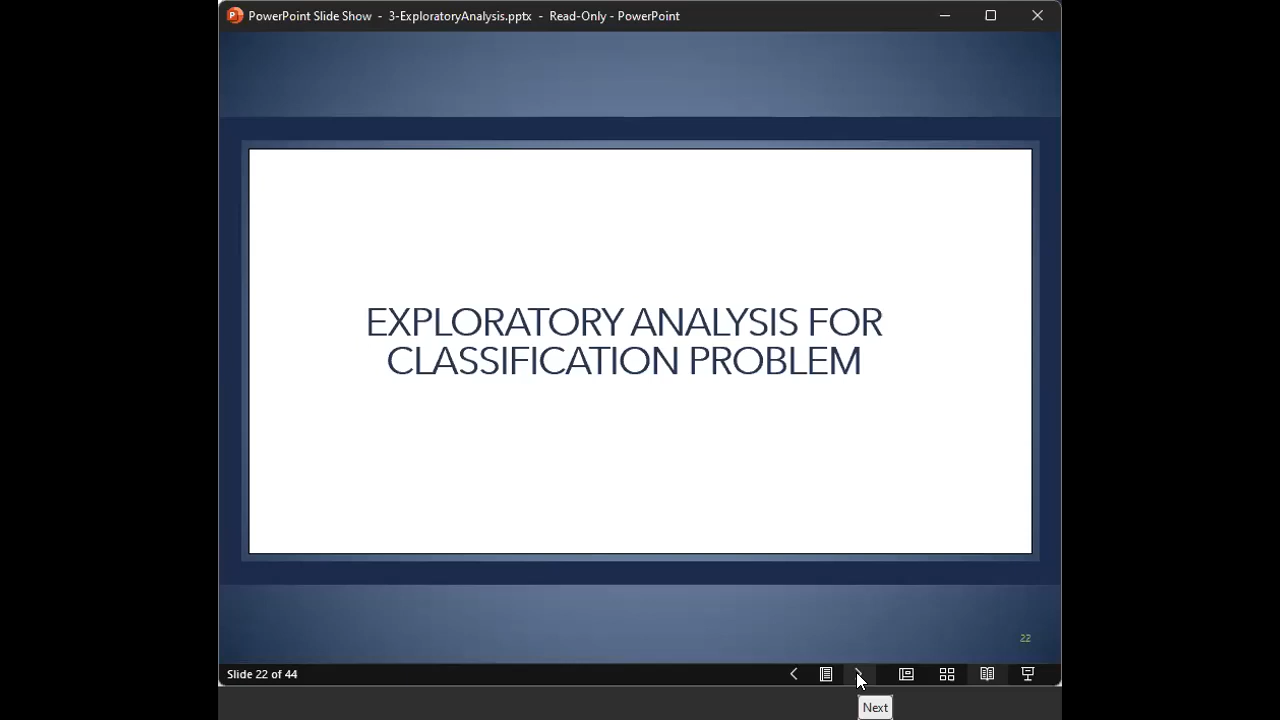 PowerPoint Slide Show - 3-ExploratoryAnalysis.pptx - Read-Only - PowerPoint
EXPLORATORY ANALYSIS FOR
CLASSIFICATION PROBLEM
22
Slide 22 of 44
Next